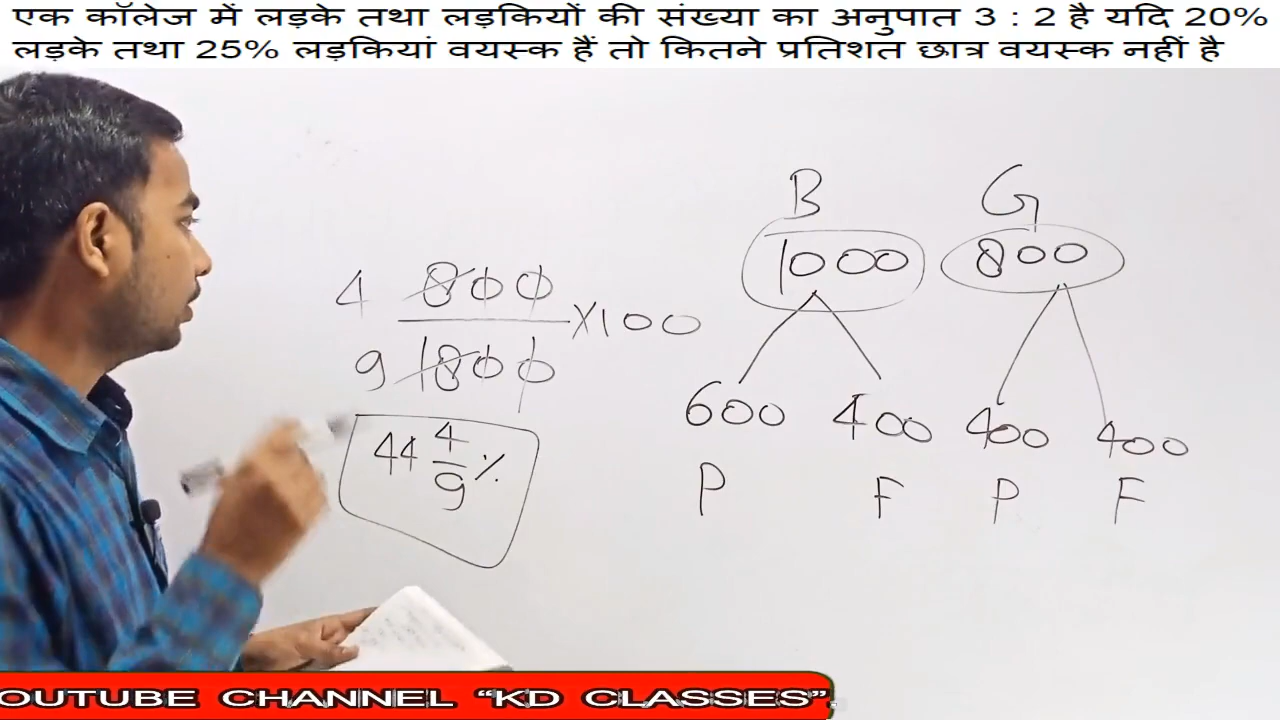 एक कॉलेज में लड़के तथा लड़कियों की संख्या का अनुपात 3 : 2 है यदि 20%
लड़के तथा 25% लड़कियां वयस्क हैं तो कितने प्रतिशत छात्र वयस्क नहीं है
B G
1000 800
4 800
9 1800 ×100
44 4/9 %
600 400 400 400
P F P F
OUTUBE CHANNEL “KD CLASSES”.